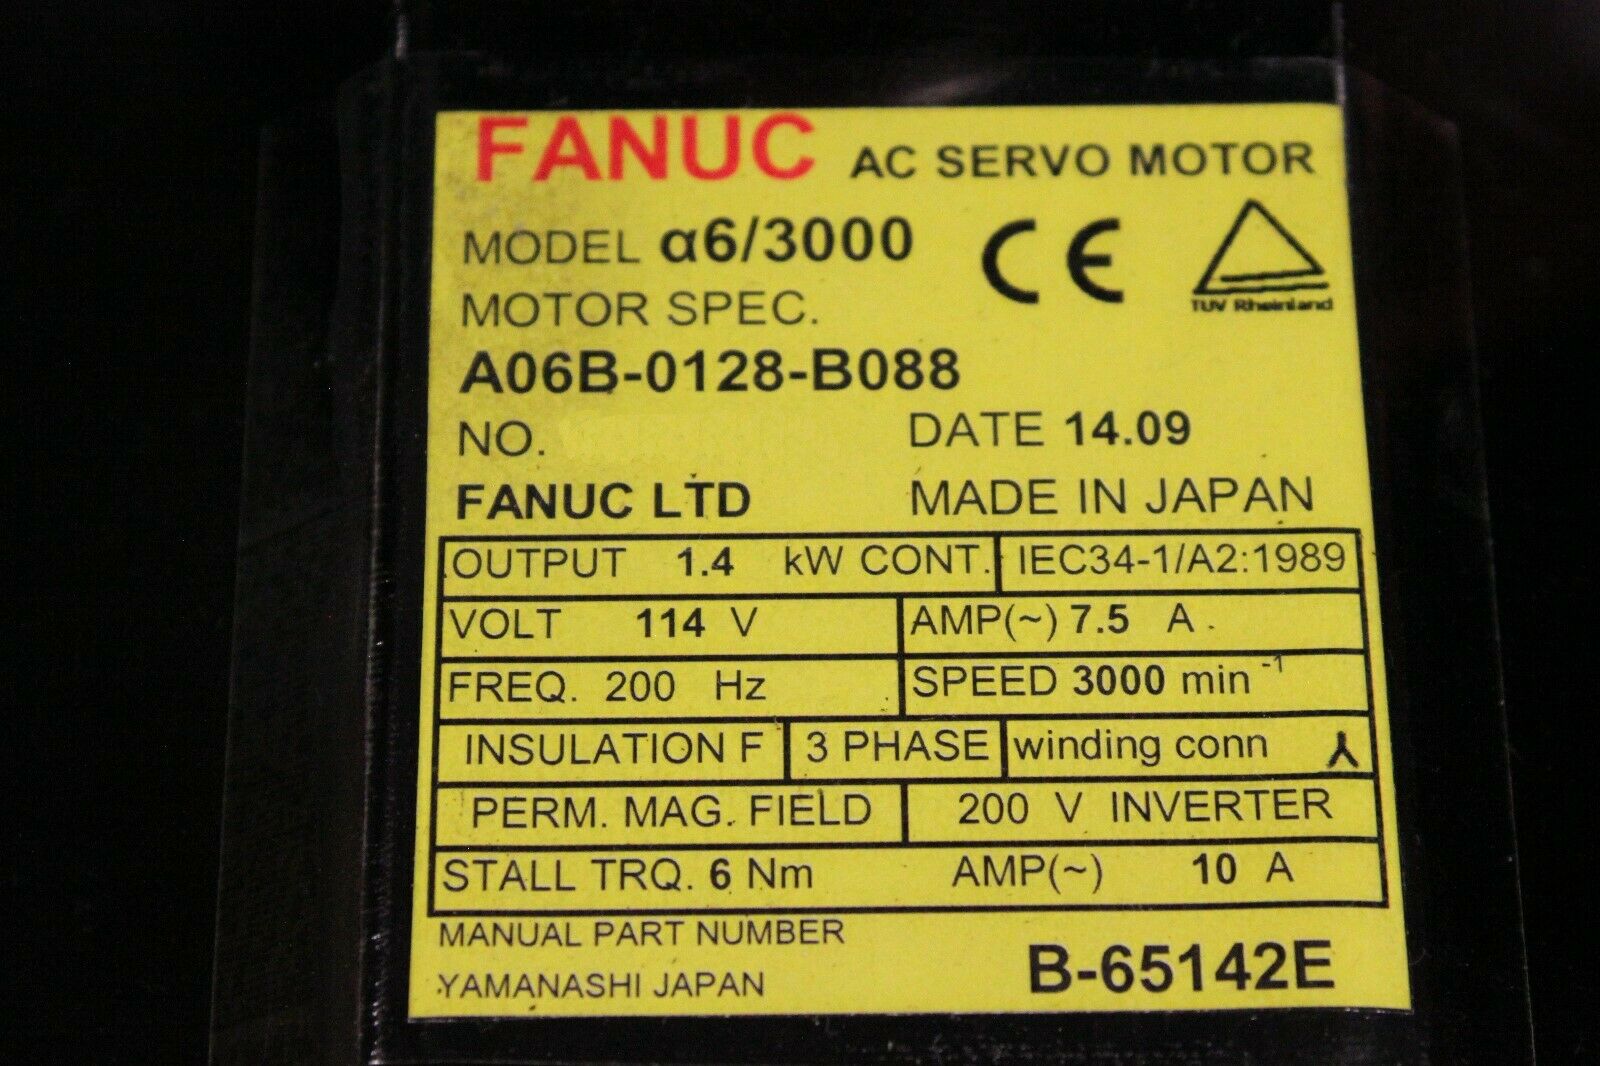 FANUC AC SERVO MOTOR
MODEL α6/3000 CE
TUV Rheinland
MOTOR SPEC.
A06B-0128-B088
NO. DATE 14.09
FANUC LTD MADE IN JAPAN
OUTPUT 1.4 kW CONT. IEC34-1/A2:1989
VOLT 114 V AMP(~) 7.5 A
FREQ. 200 Hz SPEED 3000 min⁻¹
INSULATION F 3 PHASE winding conn
PERM. MAG. FIELD 200 V INVERTER
STALL TRQ. 6 Nm AMP(~) 10 A
MANUAL PART NUMBER
YAMANASHI JAPAN B-65142E